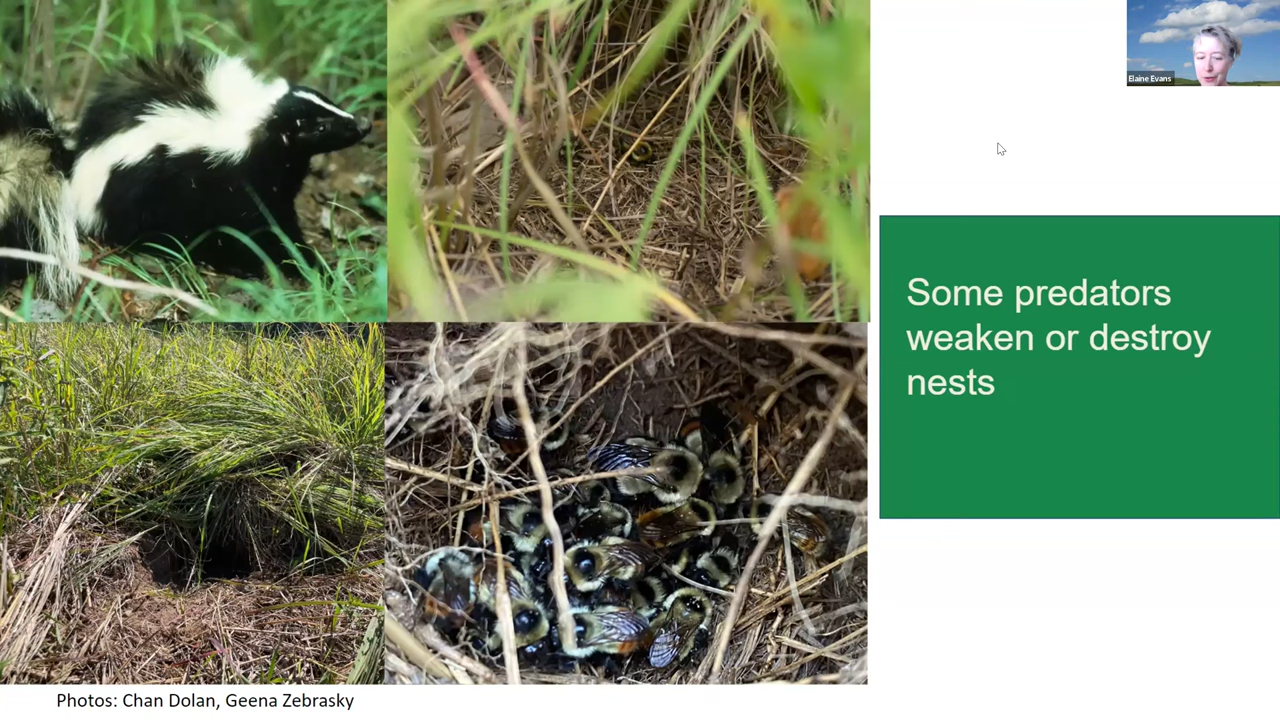 Elaine Evans
Some predators
weaken or destroy
nests
Photos: Chan Dolan, Geena Zebrasky